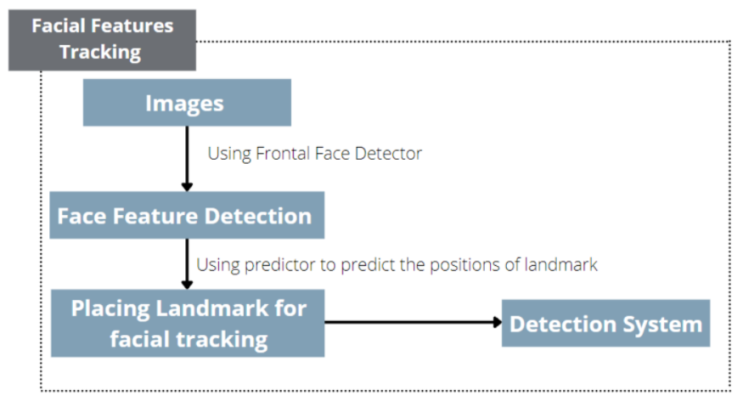 Facial Features
Tracking
Images
Using Frontal Face Detector
Face Feature Detection
Using predictor to predict the positions of landmark
Placing Landmark for
facial tracking
Detection System